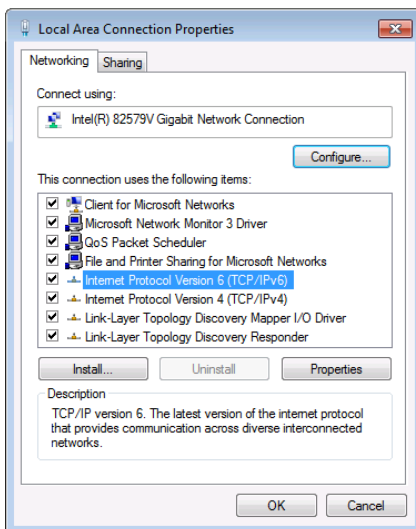 Local Area Connection Properties
Networking
Sharing
Connect using:
Intel(R) 82579V Gigabit Network Connection
Configure...
This connection uses the following items:
Client for Microsoft Networks
Microsoft Network Monitor 3 Driver
QoS Packet Scheduler
File and Printer Sharing for Microsoft Networks
Internet Protocol Version 6 (TCP/IPv6)
Internet Protocol Version 4 (TCP/IPv4)
Link-Layer Topology Discovery Mapper I/O Driver
Link-Layer Topology Discovery Responder
Install...
Uninstall
Properties
Description
TCP/IP version 6. The latest version of the internet protocol
that provides communication across diverse interconnected
networks.
OK
Cancel